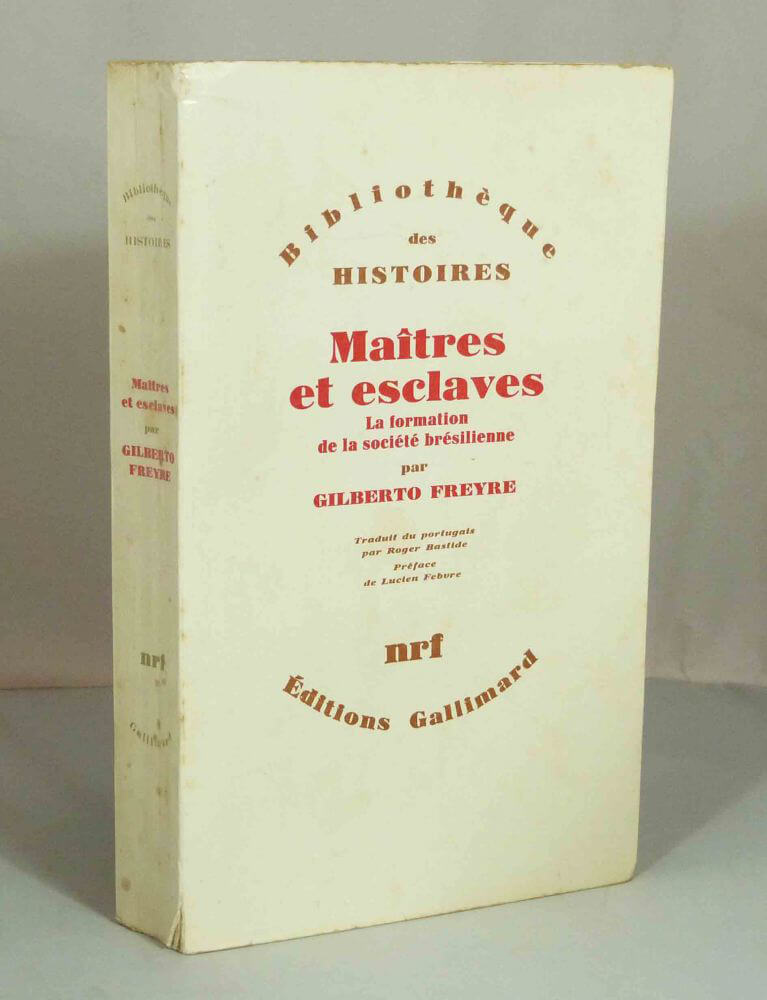 Bibliothèque
des
HISTOIRES
Maîtres
et esclaves
par
GILBERTO
FREYRE
nrf
Gallimard
Bibliothèque
des
HISTOIRES
Maîtres
et esclaves
La formation
de la société brésilienne
par
GILBERTO FREYRE
Traduit du portugais
par Roger Bastide
Préface
de Lucien Febvre
nrf
Éditions Gallimard